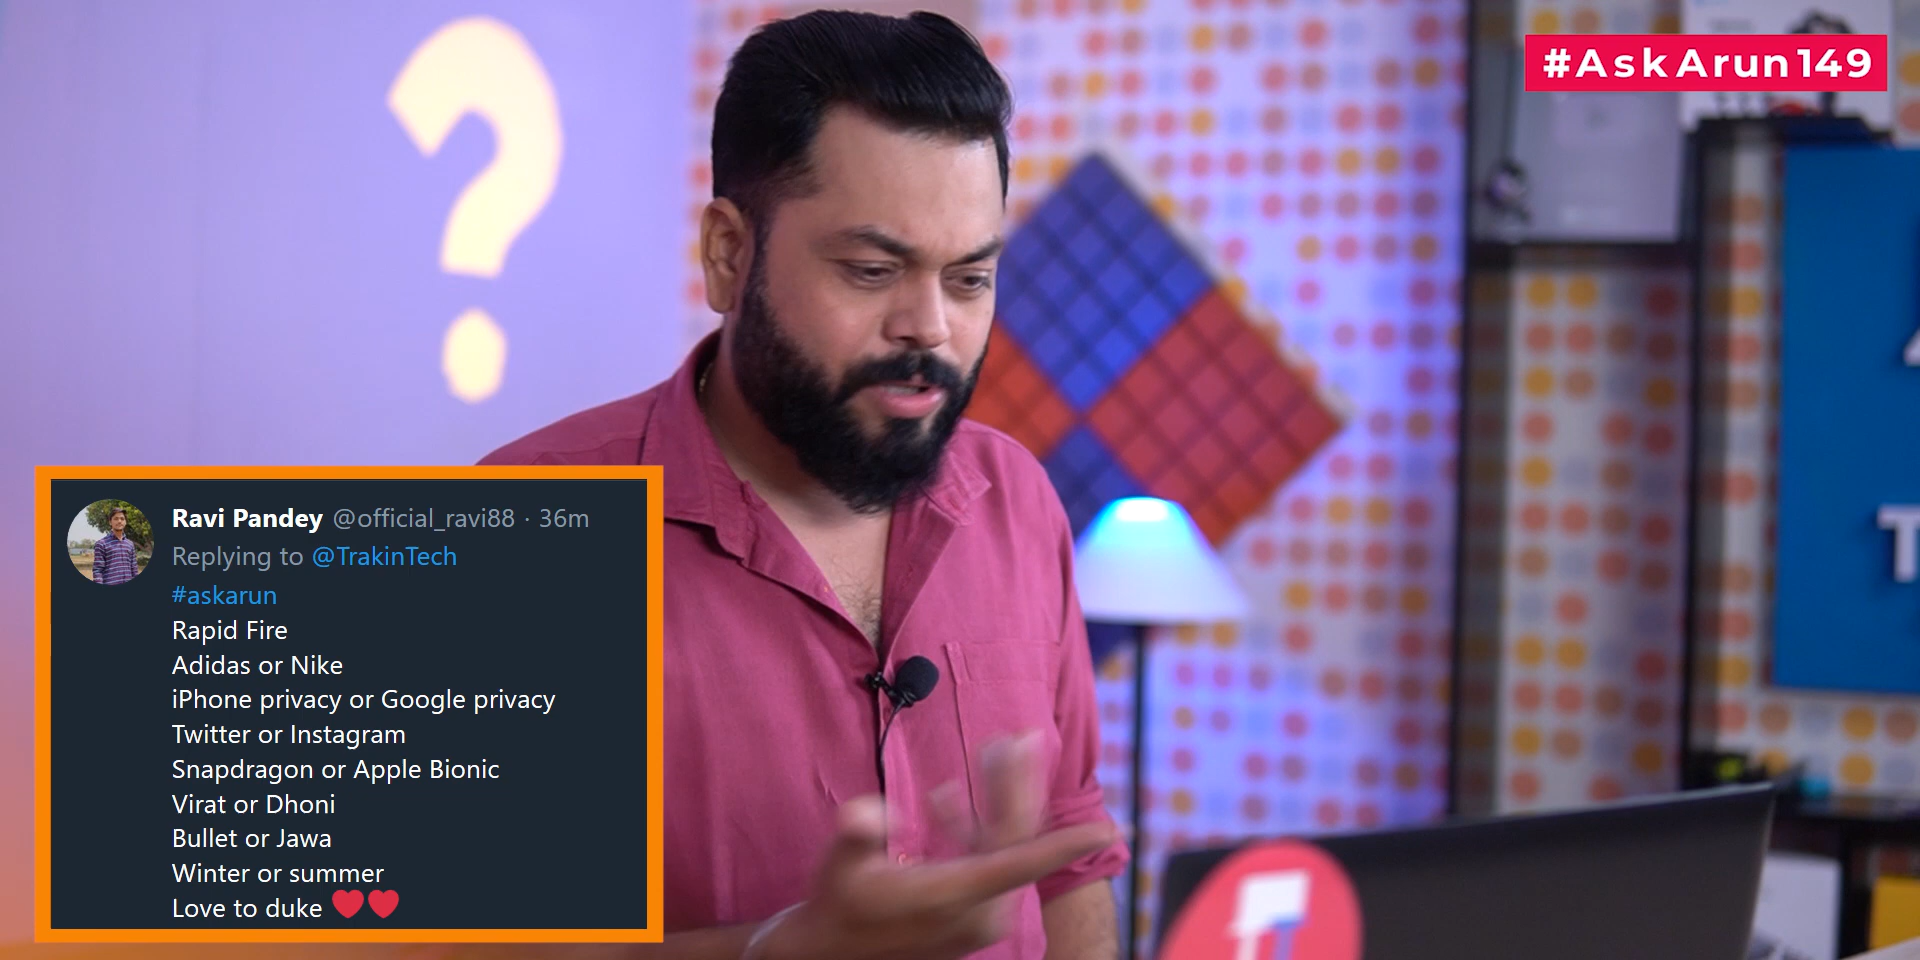 #AskArun149
?
Ravi Pandey @official_ravi88 · 36m
Replying to @TrakinTech
#askarun
Rapid Fire
Adidas or Nike
iPhone privacy or Google privacy
Twitter or Instagram
Snapdragon or Apple Bionic
Virat or Dhoni
Bullet or Jawa
Winter or summer
Love to duke ❤❤
T